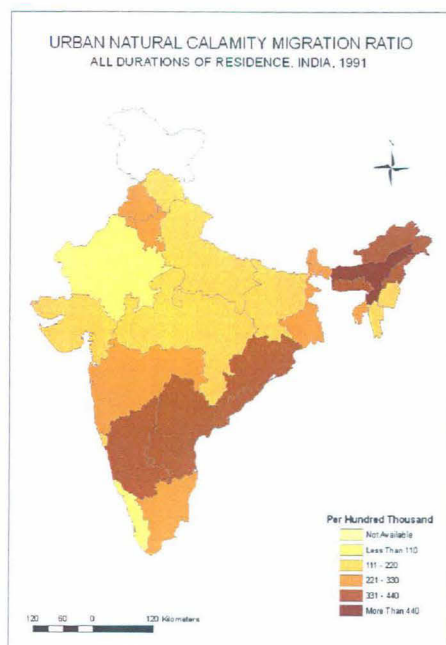 URBAN NATURAL CALAMITY MIGRATION RATIO
ALL DURATIONS OF RESIDENCE, INDIA, 1991
Per Hundred Thousand
Not Available
Less Than 110
111 - 220
221 - 330
331 - 440
More Than 440
120 60 0 120 Kilometers